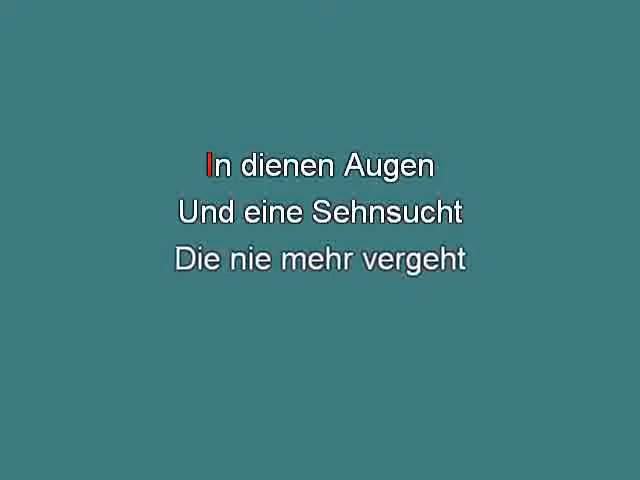 In dienen Augen
Und eine Sehnsucht
Die nie mehr vergeht